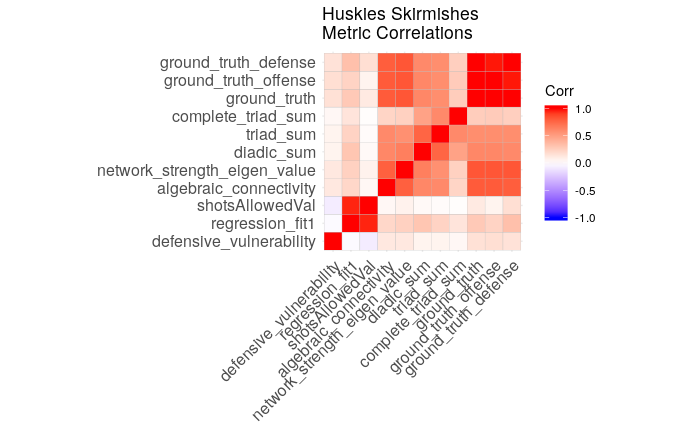 Huskies Skirmishes
Metric Correlations
ground_truth_defense
ground_truth_offense
ground_truth
complete_triad_sum
triad_sum
diadic_sum
network_strength_eigen_value
algebraic_connectivity
shotsAllowedVal
regression_fit1
defensive_vulnerability
defensive_vulnerability
regression_fit1
shotsAllowedVal
algebraic_connectivity
network_strength_eigen_value
diadic_sum
triad_sum
complete_triad_sum
ground_truth
ground_truth_offense
ground_truth_defense
Corr
1.0
0.5
0.0
-0.5
-1.0